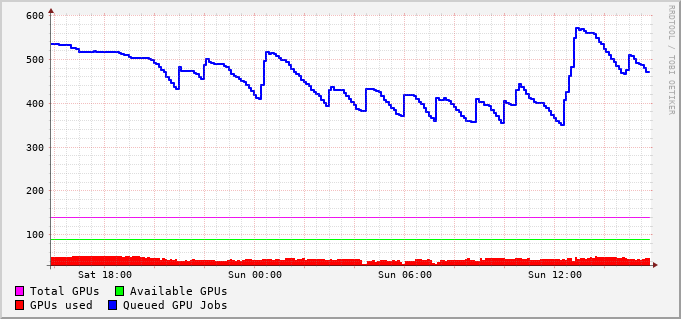 600
500
400
300
200
100
Sat 18:00 Sun 00:00 Sun 06:00 Sun 12:00
Total GPUs Available GPUs
GPUs used Queued GPU Jobs
RRDTOOL / TOBI OETIKER